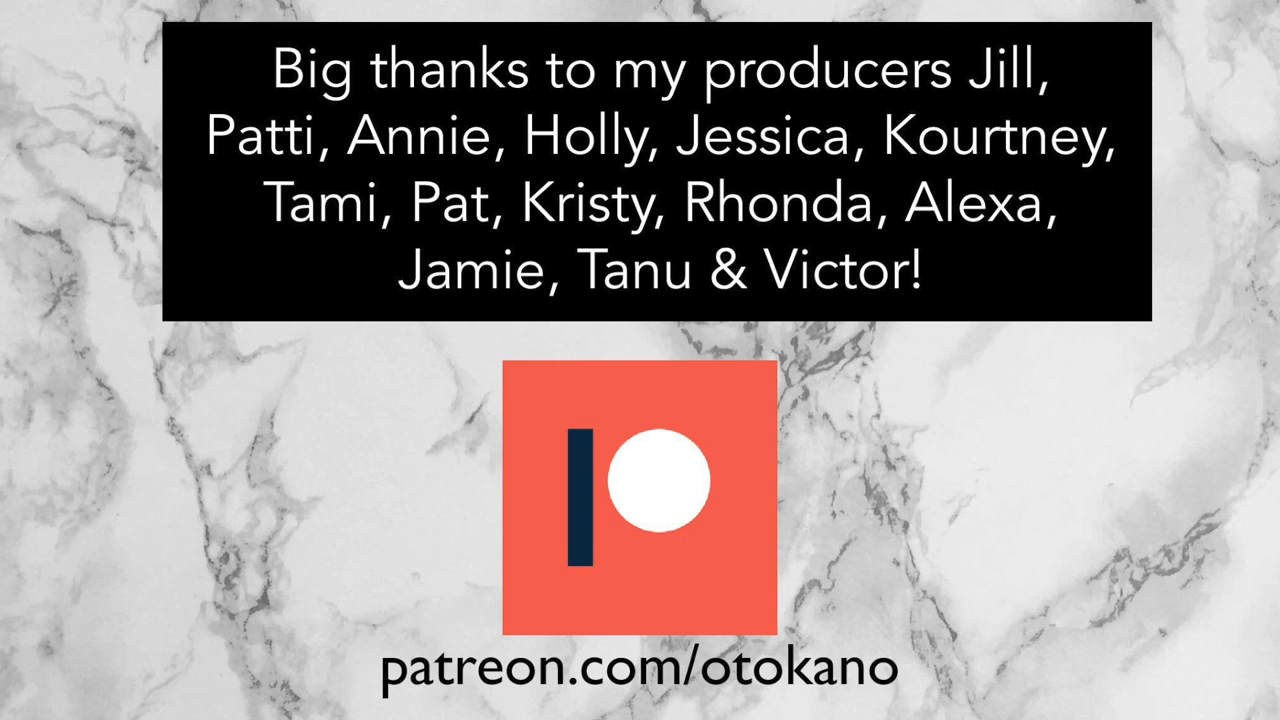 Big thanks to my producers Jill,
Patti, Annie, Holly, Jessica, Kourtney,
Tami, Pat, Kristy, Rhonda, Alexa,
Jamie, Tanu & Victor!
patreon.com/otokano